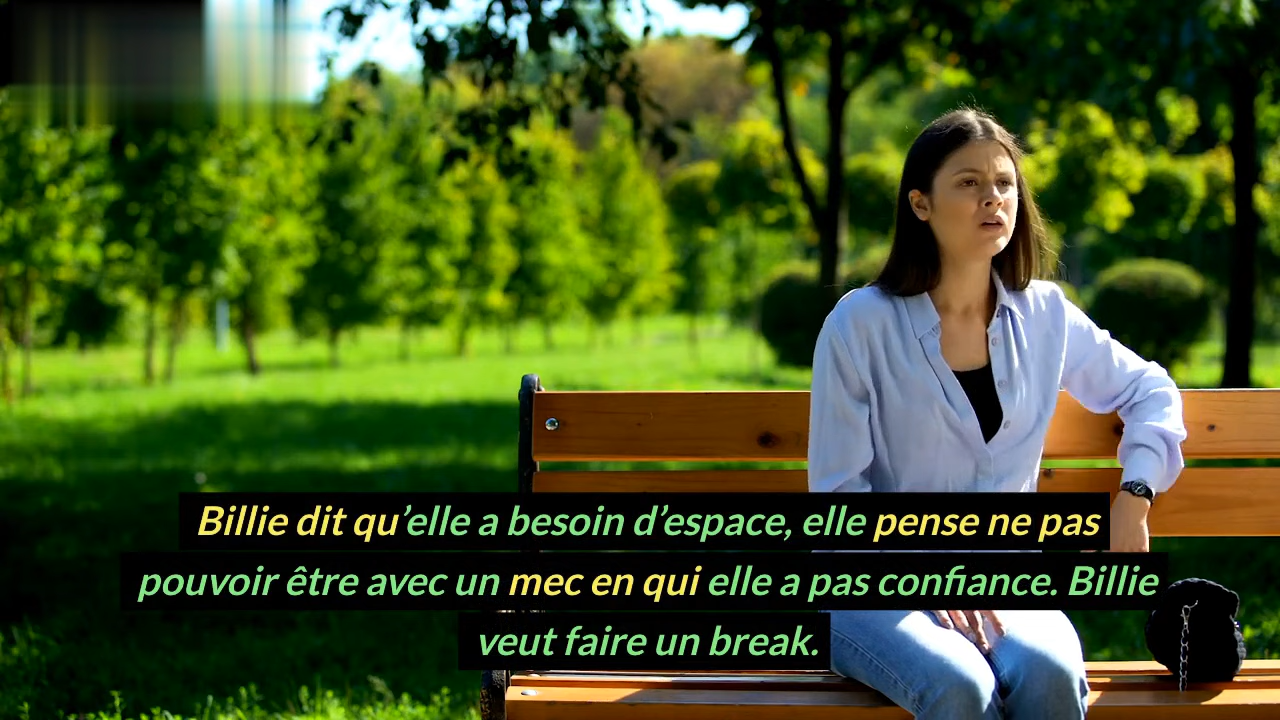 Billie dit qu’elle a besoin d’espace, elle pense ne pas
pouvoir être avec un mec en qui elle a pas confiance. Billie
veut faire un break.